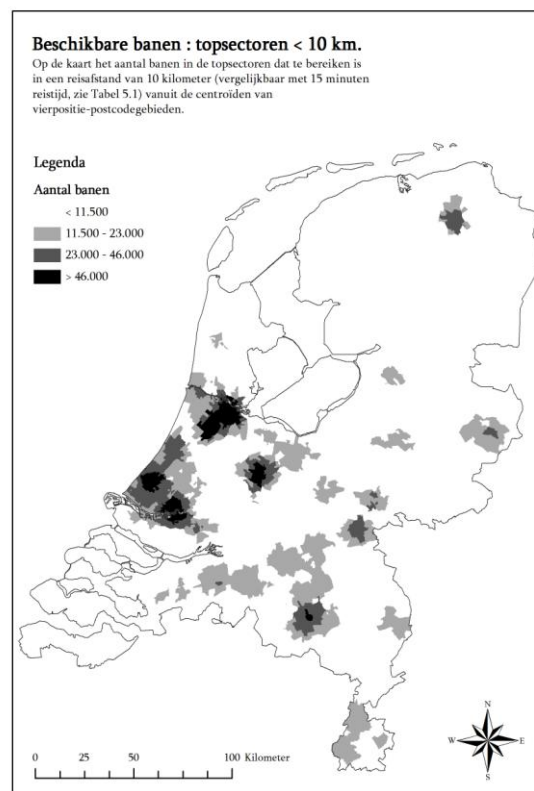 Beschikbare banen : topsectoren < 10 km.
Op de kaart het aantal banen in de topsectoren dat te bereiken is
in een reisafstand van 10 kilometer (vergelijkbar met 15 minuten
reistijd, zie Tabel 5.1) vanuit de centroïden van
vierpositie-postcodegebieden.
Legenda
Aantal banen
< 11.500
11.500 - 23.000
23.000 - 46.000
> 46.000
N
W E
S
0 25 50 100 Kilometer